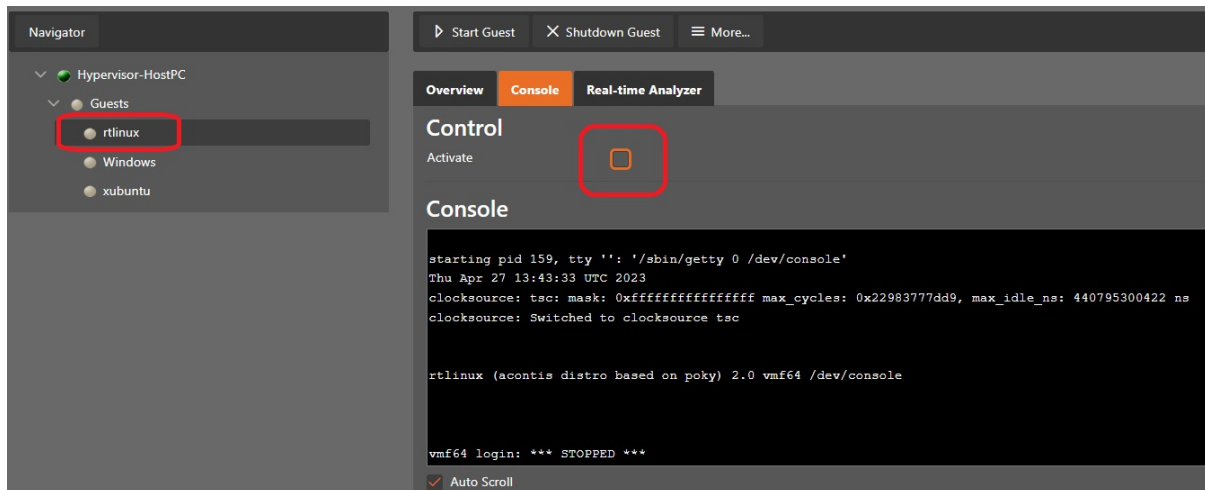 Navigator
Hypervisor-HostPC
Guests
rtlinux
Windows
xubuntu
Start Guest Shutdown Guest More...
Overview Console Real-time Analyzer
Control
Activate
Console
starting pid 159, tty '': '/sbin/getty 0 /dev/console'
Thu Apr 27 13:43:33 UTC 2023
clocksource: tsc: mask: 0xffffffffffffffff max_cycles: 0x22983777dd9, max_idle_ns: 440795300422 ns
clocksource: Switched to clocksource tsc
rtlinux (acontis distro based on poky) 2.0 vmf64 /dev/console
vmf64 login: *** STOPPED ***
Auto Scroll